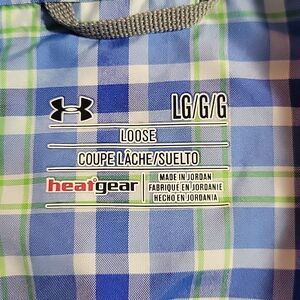 LG/G/G
LOOSE
COUPE LÂCHE/SUELTO
heatgear
MADE IN JORDAN
FABRIQUÉ EN JORDANIE
HECHO EN JORDANIA